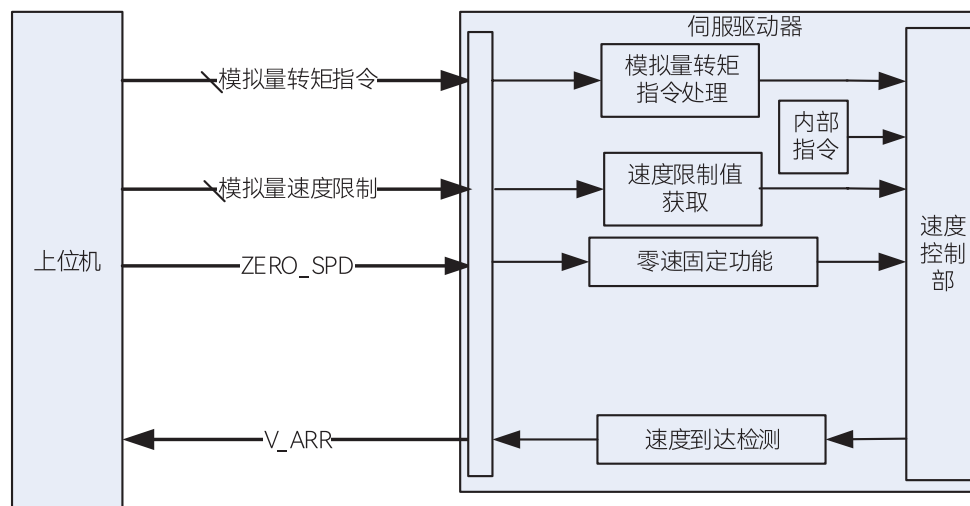 伺服驱动器
模拟量转矩指令
模拟量转矩
指令处理
内部
指令
模拟量速度限制
速度限制值
获取
上位机
ZERO_SPD
零速固定功能
速度
控制
部
V_ARR
速度到达检测